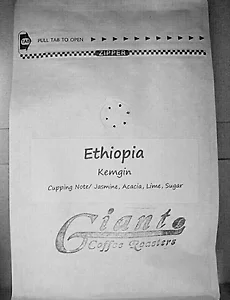 PULL TAB TO OPEN
ZIPPER
Ethiopia
Kemgin
Cupping Note/ Jasmine, Acacia, Lime, Sugar
Giant
Coffee Roasters